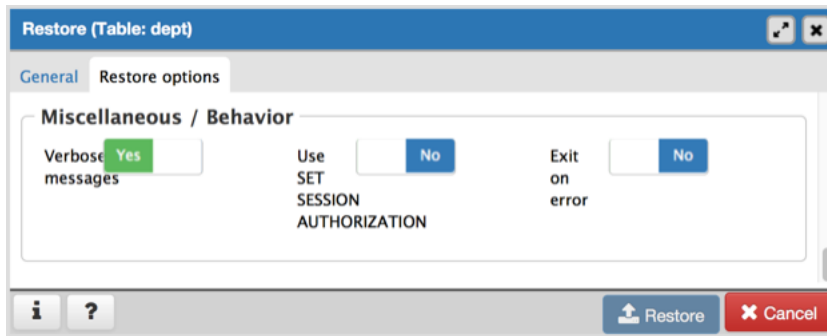 Restore (Table: dept)
General Restore options
Miscellaneous / Behavior
Verbose messages
Yes
Use
SET
SESSION
AUTHORIZATION
No
Exit
on
error
No
i ?
Restore Cancel